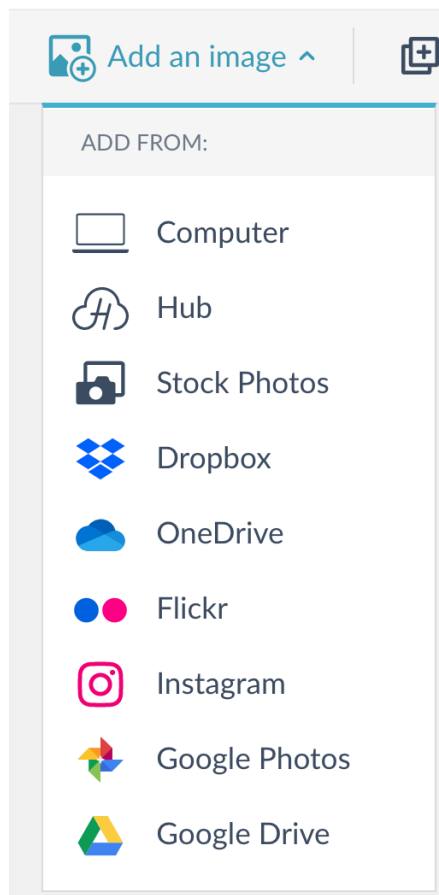 Add an image
ADD FROM:
Computer
Hub
Stock Photos
Dropbox
OneDrive
Flickr
Instagram
Google Photos
Google Drive